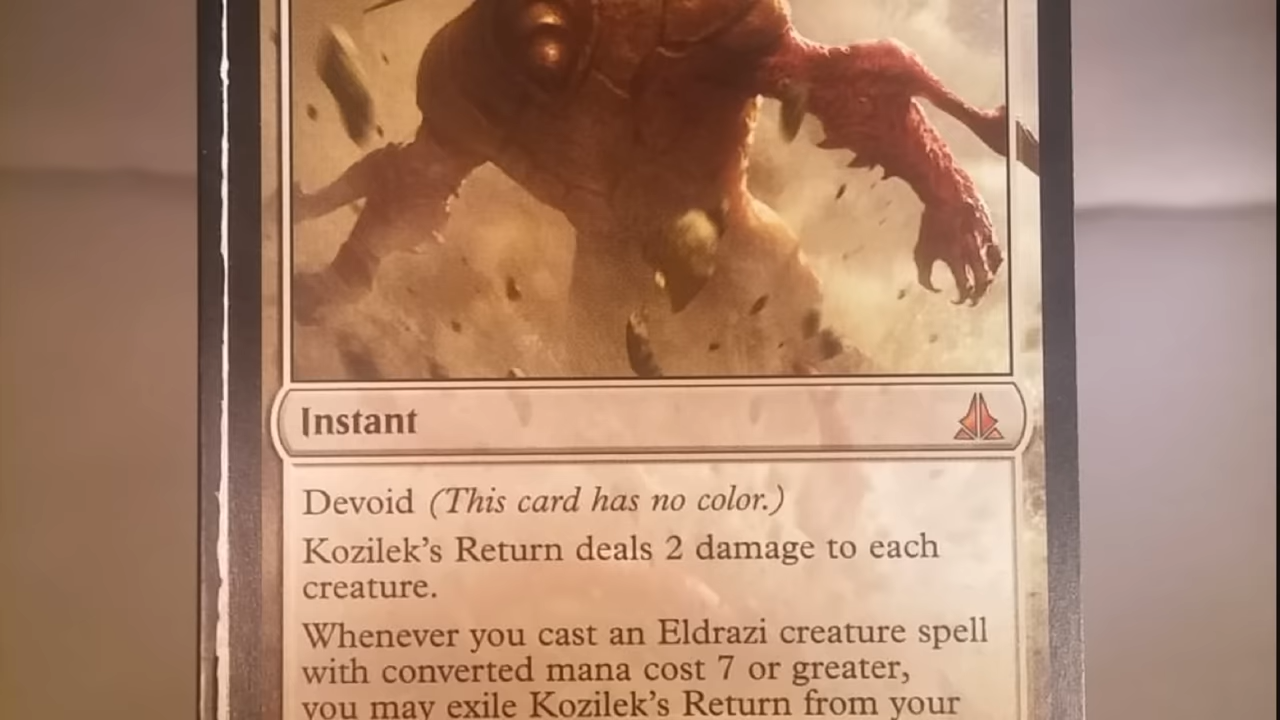 Instant
Devoid (This card has no color.)
Kozilek's Return deals 2 damage to each
creature.
Whenever you cast an Eldrazi creature spell
with converted mana cost 7 or greater,
you may exile Kozilek's Return from your